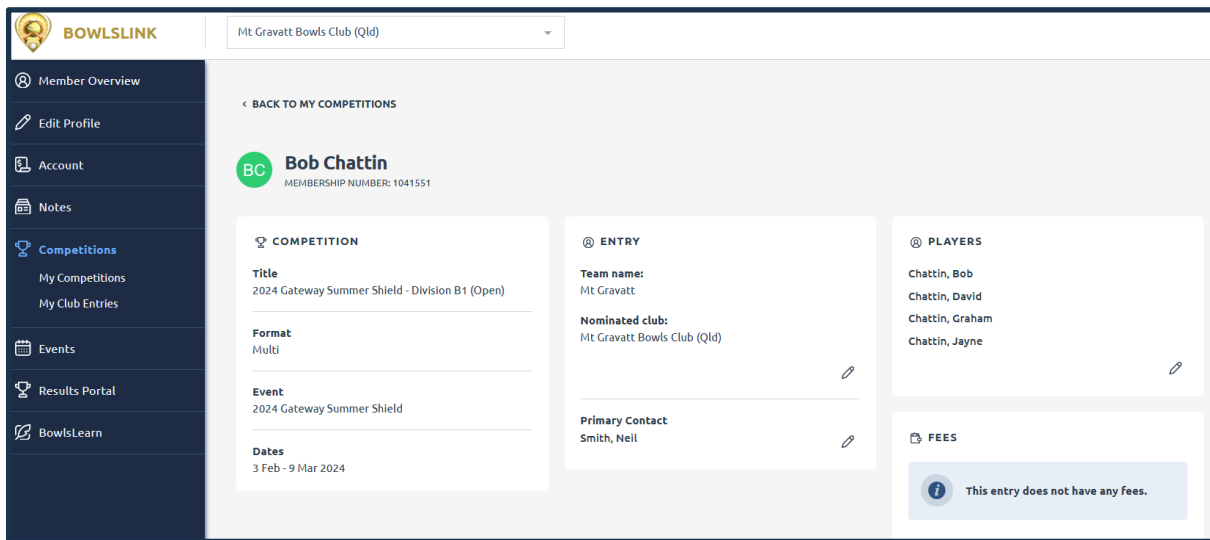 BOWLSLINK
Mt Gravatt Bowls Club (Qld)
Member Overview
Edit Profile
Account
Notes
Competitions
My Competitions
My Club Entries
Events
Results Portal
BowlsLearn
‹ BACK TO MY COMPETITIONS
BC
Bob Chattin
MEMBERSHIP NUMBER: 1041551
COMPETITION
Title
2024 Gateway Summer Shield - Division B1 (Open)
Format
Multi
Event
2024 Gateway Summer Shield
Dates
3 Feb - 9 Mar 2024
ENTRY
Team name:
Mt Gravatt
Nominated club:
Mt Gravatt Bowls Club (Qld)
Primary Contact
Smith, Neil
PLAYERS
Chattin, Bob
Chattin, David
Chattin, Graham
Chattin, Jayne
FEES
This entry does not have any fees.